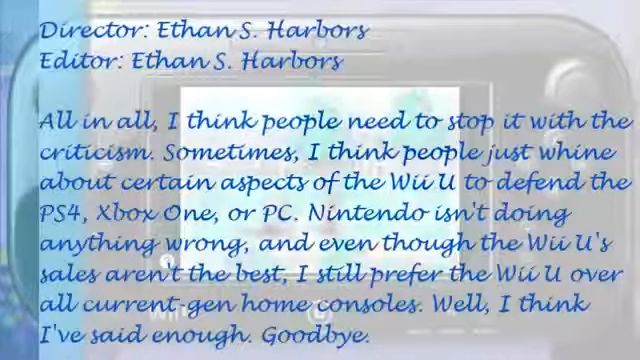 Director: Ethan S. Harbors
Editor: Ethan S. Harbors
All in all, I think people need to stop it with the
criticism. Sometimes, I think people just whine
about certain aspects of the Wii U to defend the
PS4, Xbox One, or PC. Nintendo isn't doing
anything wrong, and even though the Wii U's
sales aren't the best, I still prefer the Wii U over
all current-gen home consoles. Well, I think
I've said enough. Goodbye.